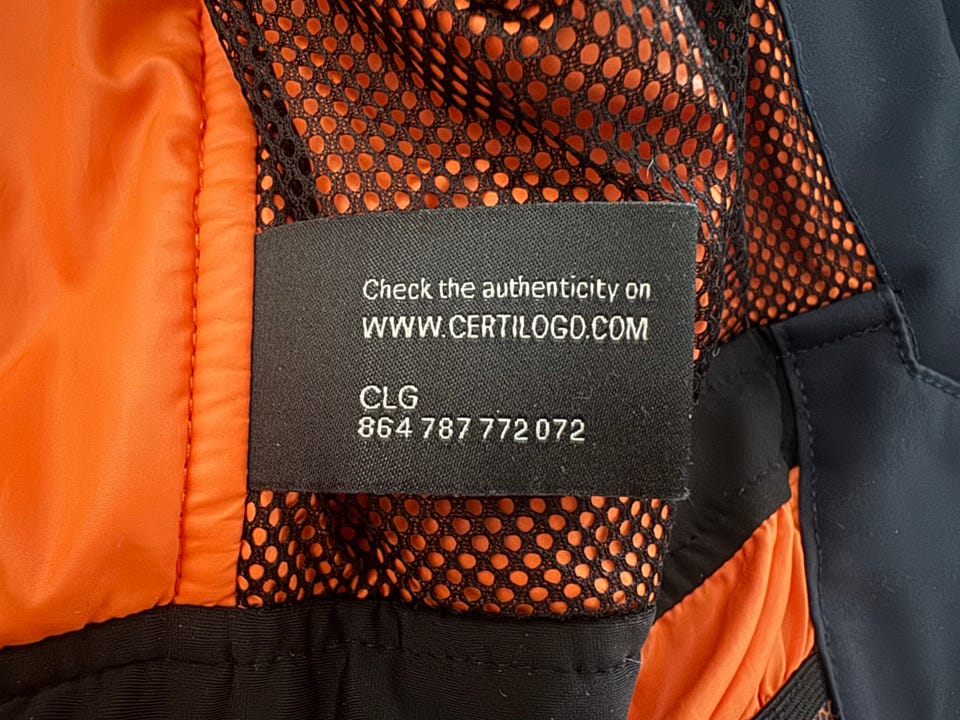 Check the authenticity on
WWW.CERTILOGO.COM
CLG
864 787 772 072